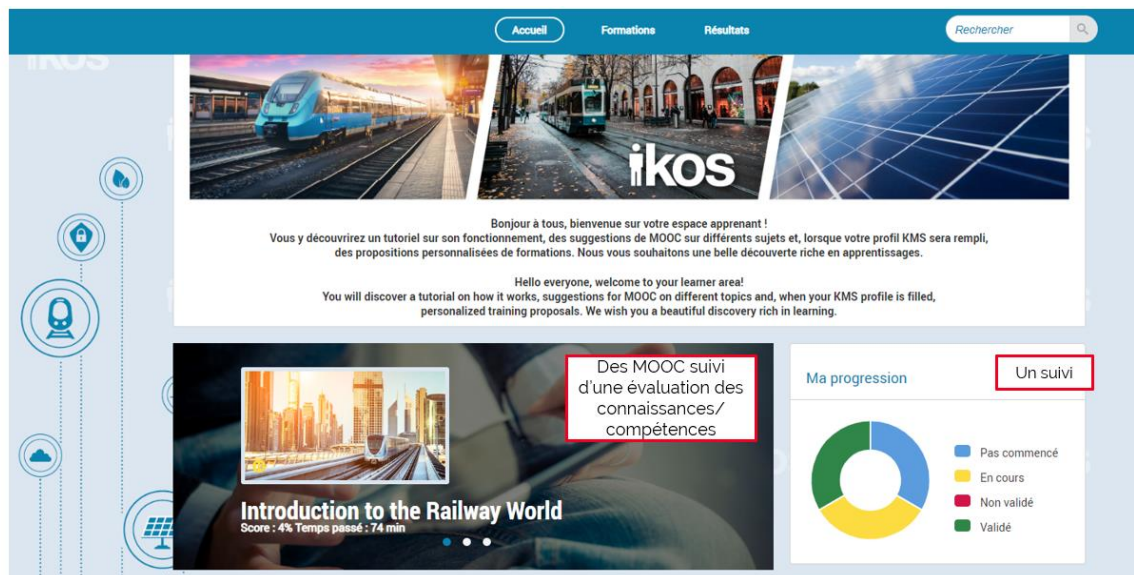 Accueil
Formations
Résultats
Rechercher
ikos
ikos
Bonjour à tous, bienvenue sur votre espace apprenant !
Vous y découvrirez un tutoriel sur son fonctionnement, des suggestions de MOOC sur différents sujets et, lorsque votre profil KMS sera rempli,
des propositions personnalisées de formations. Nous vous souhaitons une belle découverte riche en apprentissages.
Hello everyone, welcome to your learner area!
You will discover a tutorial on how it works, suggestions for MOOC on different topics and, when your KMS profile is filled,
personalized training proposals. We wish you a beautiful discovery rich in learning.
Des MOOC suivi
d'une évaluation des
connaissances/
compétences
Introduction to the Railway World
Score : 4% Temps passé : 74 min
Ma progression
Un suivi
Pas commencé
En cours
Non validé
Validé